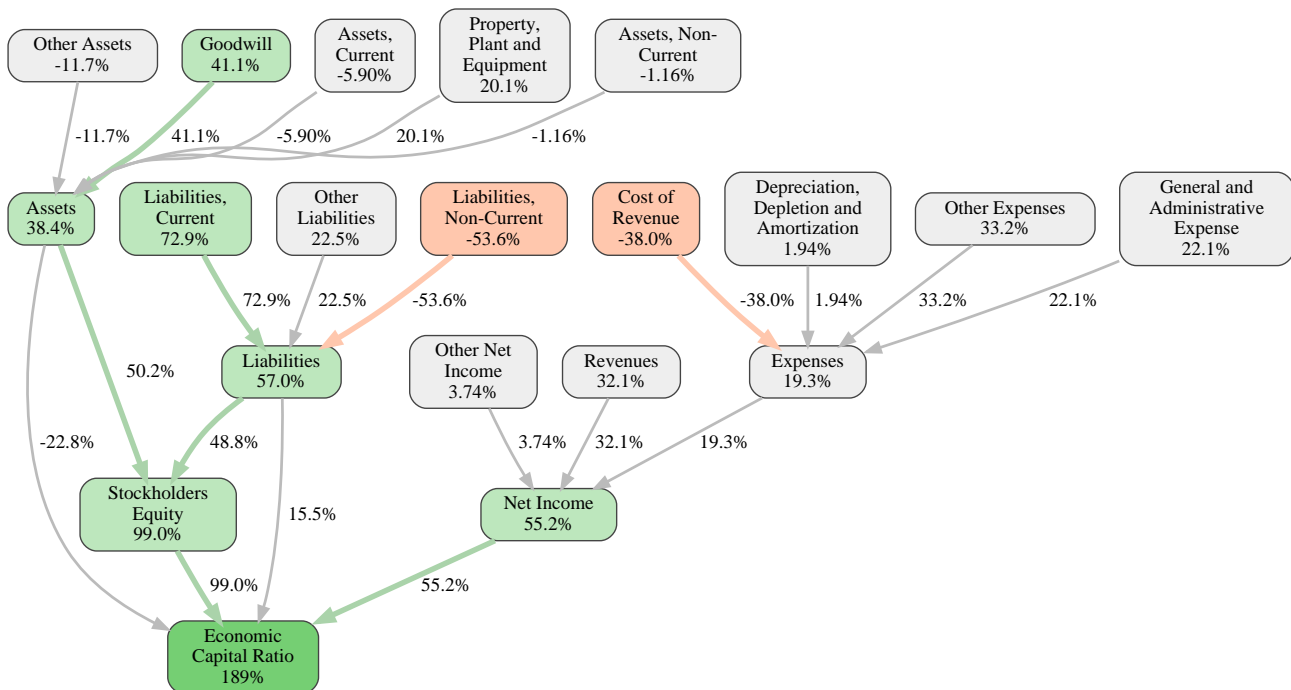 Other Assets
-11.7%
Goodwill
41.1%
Assets,
Current
-5.90%
Property,
Plant and
Equipment
20.1%
Assets, Non-
Current
-1.16%
-11.7%
41.1%
-5.90%
20.1%
-1.16%
Assets
38.4%
Liabilities,
Current
72.9%
Other
Liabilities
22.5%
Liabilities,
Non-Current
-53.6%
Cost of
Revenue
-38.0%
Depreciation,
Depletion and
Amortization
1.94%
Other Expenses
33.2%
General and
Administrative
Expense
22.1%
72.9%
22.5%
-53.6%
-38.0%
1.94%
33.2%
22.1%
50.2%
Liabilities
57.0%
Other Net
Income
3.74%
Revenues
32.1%
Expenses
19.3%
-22.8%
48.8%
3.74%
32.1%
19.3%
Stockholders
Equity
99.0%
15.5%
Net Income
55.2%
99.0%
55.2%
Economic
Capital Ratio
189%